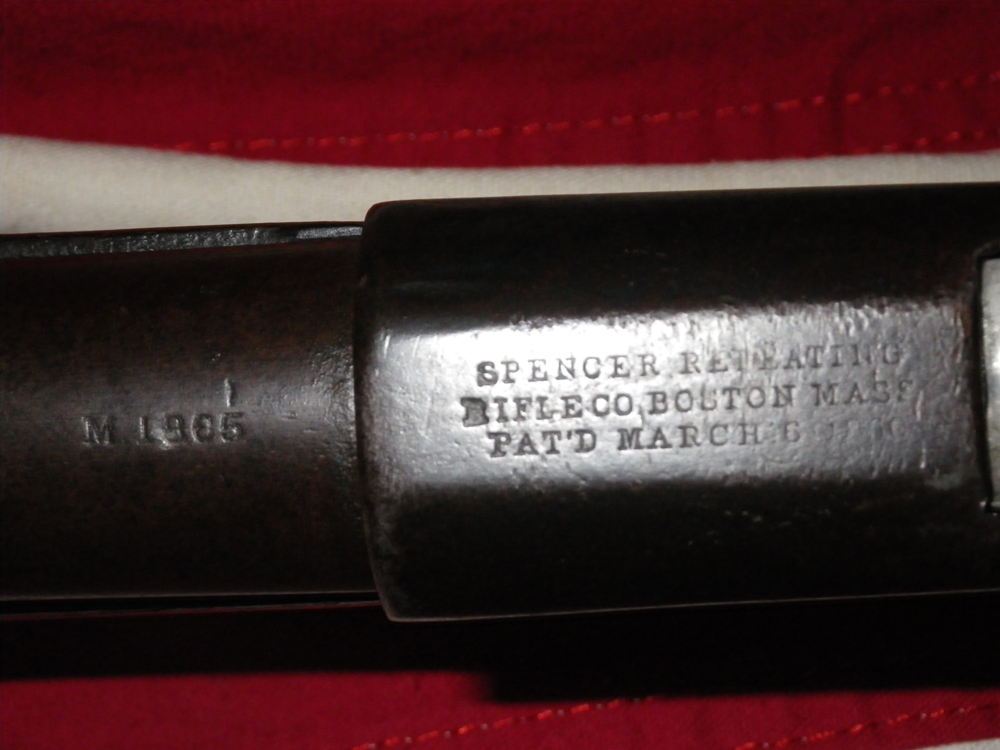 M 1865
SPENCER REPEATING
RIFLE CO. BOSTON MASS
PAT'D MARCH 6